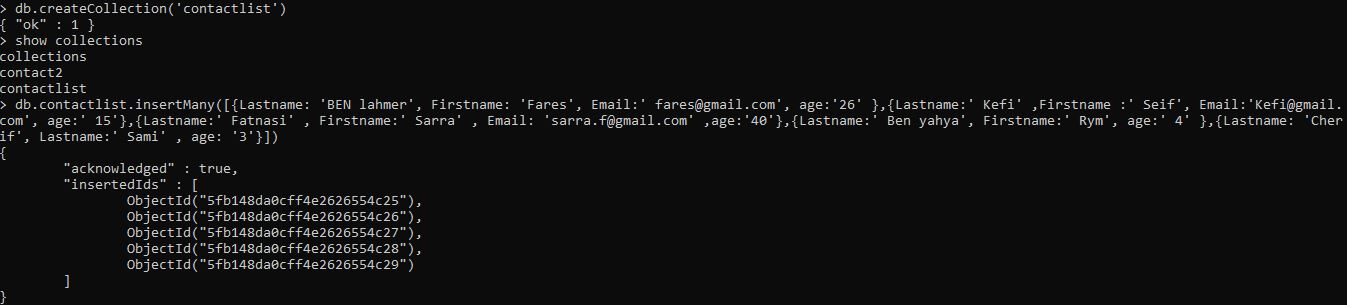 > db.createCollection('contactlist')
{ "ok" : 1 }
> show collections
collections
contact2
contactlist
> db.contactlist.insertMany([{Lastname: 'BEN lahmer', Firstname: 'Fares', Email:' fares@gmail.com', age:'26' },{Lastname:' Kefi' ,Firstname :' Seif', Email:'Kefi@gmail.
com', age:' 15'},{Lastname:' Fatnasi' , Firstname:' Sarra' , Email: 'sarra.f@gmail.com' ,age:'40'},{Lastname:' Ben yahya', Firstname:' Rym', age:' 4' },{Lastname: 'Cher
if', Lastname:' Sami' , age: '3'}])
{
        "acknowledged" : true,
        "insertedIds" : [
                ObjectId("5fb148da0cff4e2626554c25"),
                ObjectId("5fb148da0cff4e2626554c26"),
                ObjectId("5fb148da0cff4e2626554c27"),
                ObjectId("5fb148da0cff4e2626554c28"),
                ObjectId("5fb148da0cff4e2626554c29")
        ]
}